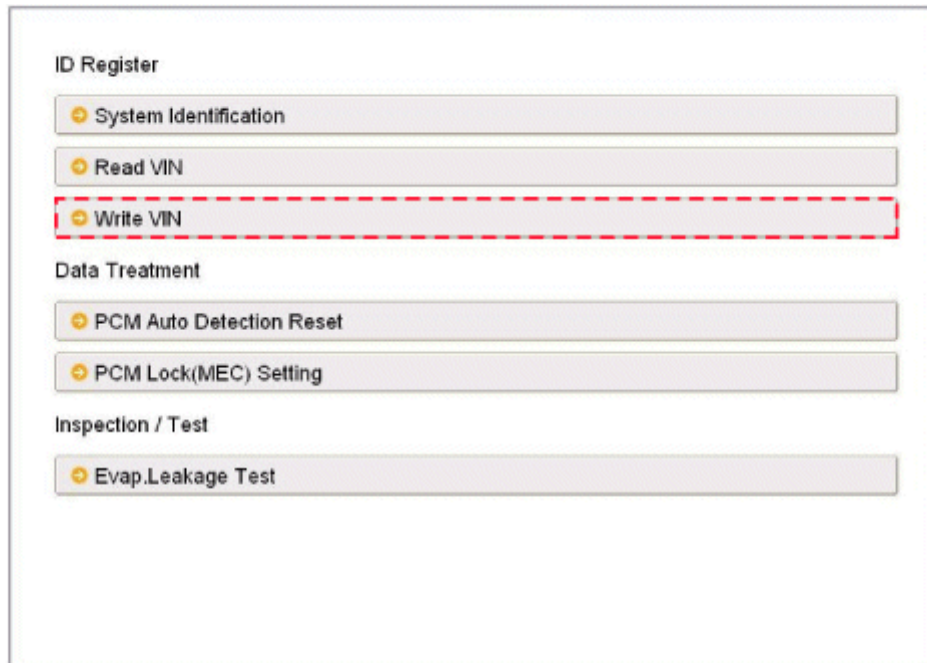 ID Register
System Identification
Read VIN
Write VIN
Data Treatment
PCM Auto Detection Reset
PCM Lock(MEC) Setting
Inspection / Test
Evap.Leakage Test